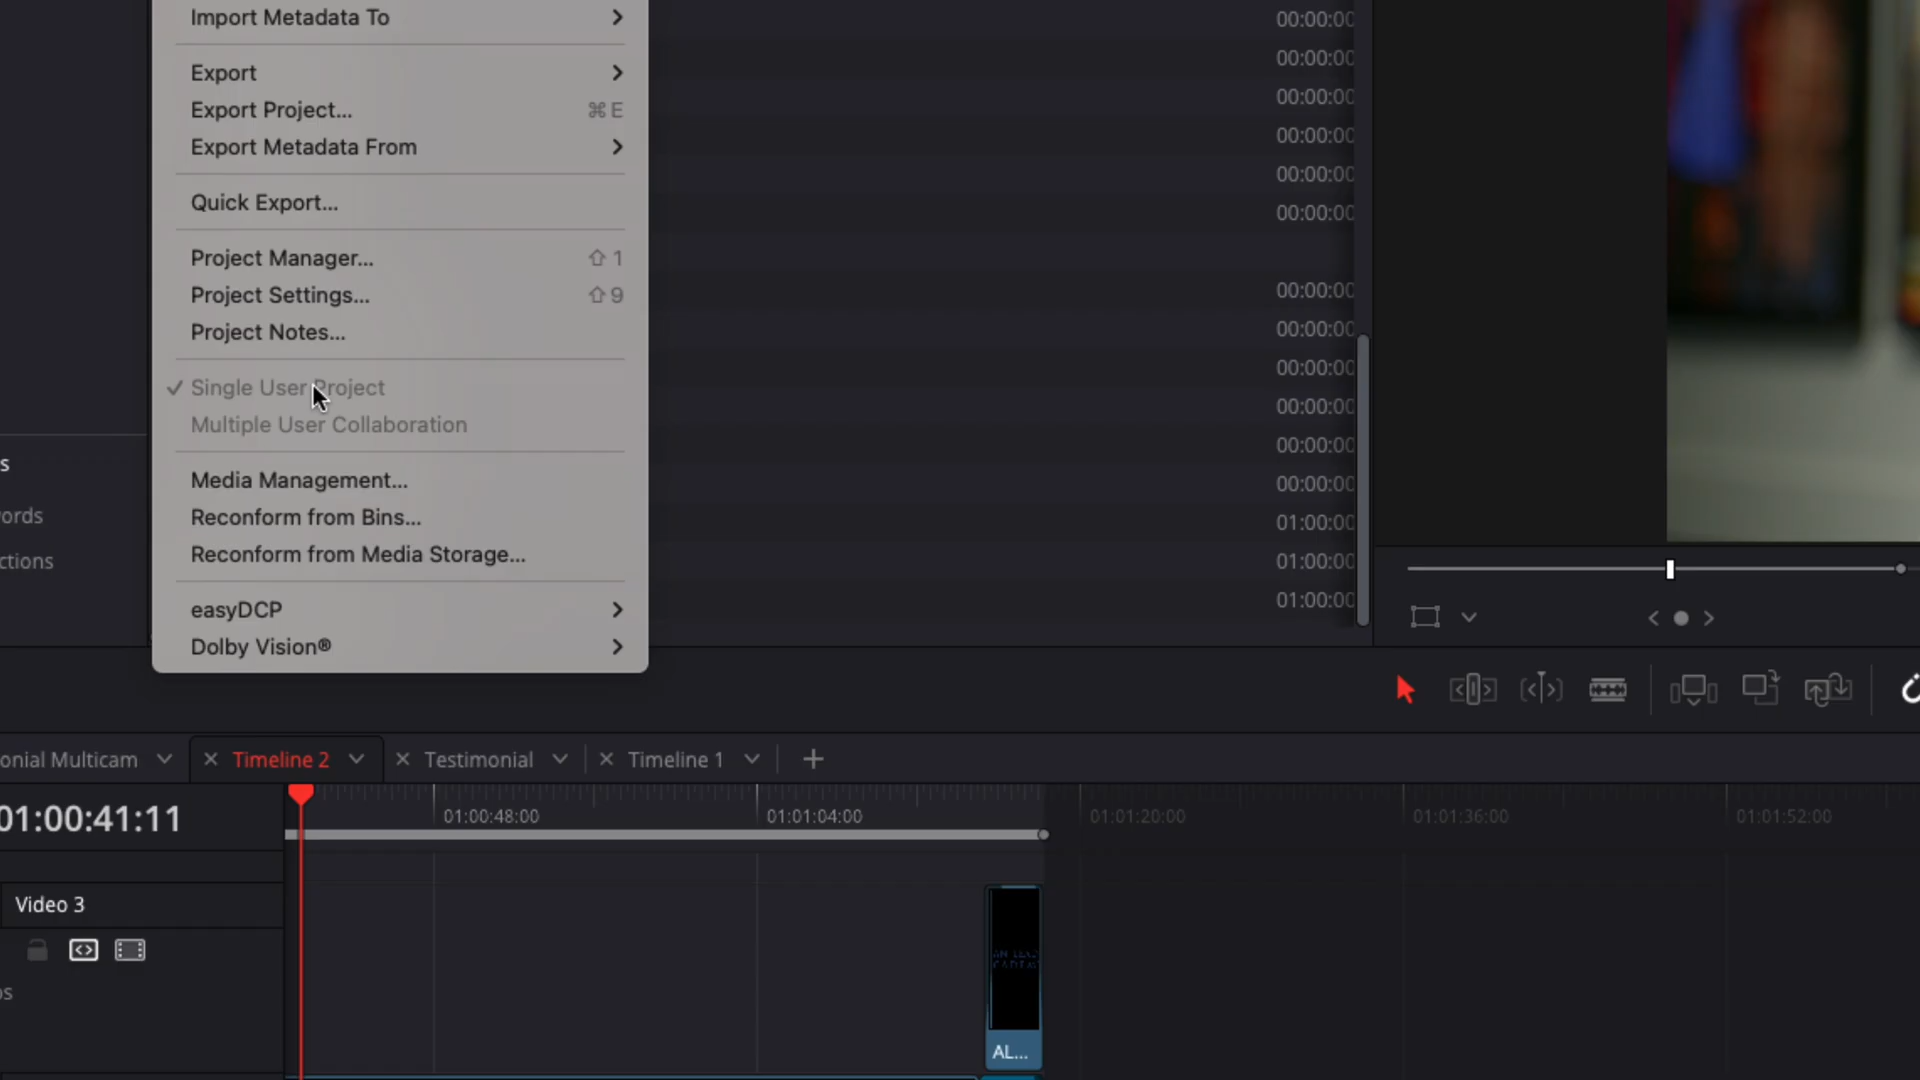 Import Metadata To
Export
Export Project... ⌘ E
Export Metadata From
Quick Export...
Project Manager... ⇧ 1
Project Settings... ⇧ 9
Project Notes...
Single User Project
Multiple User Collaboration
Media Management...
Reconform from Bins...
Reconform from Media Storage...
easyDCP
Dolby Vision®
s
ords
ctions
00:00:00
00:00:00
00:00:00
00:00:00
00:00:00
00:00:00
00:00:00
00:00:00
00:00:00
00:00:00
00:00:00
00:00:00
01:00:00
01:00:00
01:00:00
onial Multicam
Timeline 2
Testimonial
Timeline 1
01:00:41:11
01:00:48:00
01:01:04:00
01:01:20:00
01:01:36:00
01:01:52:00
Video 3
os
AL...